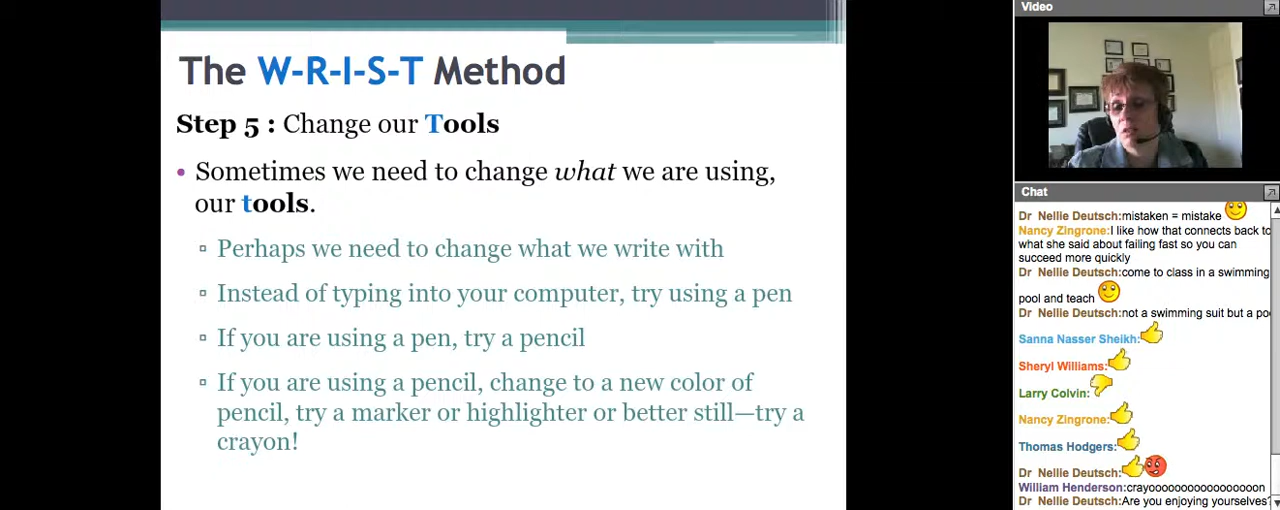 The W-R-I-S-T Method
Step 5 : Change our Tools
• Sometimes we need to change what we are using,
our tools.
▫ Perhaps we need to change what we write with
▫ Instead of typing into your computer, try using a pen
▫ If you are using a pen, try a pencil
▫ If you are using a pencil, change to a new color of
pencil, try a marker or highlighter or better still—try a
crayon!
Video
Chat
Dr Nellie Deutsch:mistaken = mistake
Nancy Zingrone:I like how that connects back to
what she said about failing fast so you can
succeed more quickly
Dr Nellie Deutsch:come to class in a swimming
pool and teach
Dr Nellie Deutsch:not a swimming suit but a
Sanna Nasser Sheikh:
Sheryl Williams:
Larry Colvin:
Nancy Zingrone:
Thomas Hodgers:
Dr Nellie Deutsch:
William Henderson:crayooooooooooooooooon
Dr Nellie Deutsch:Are you enjoying yourselves?